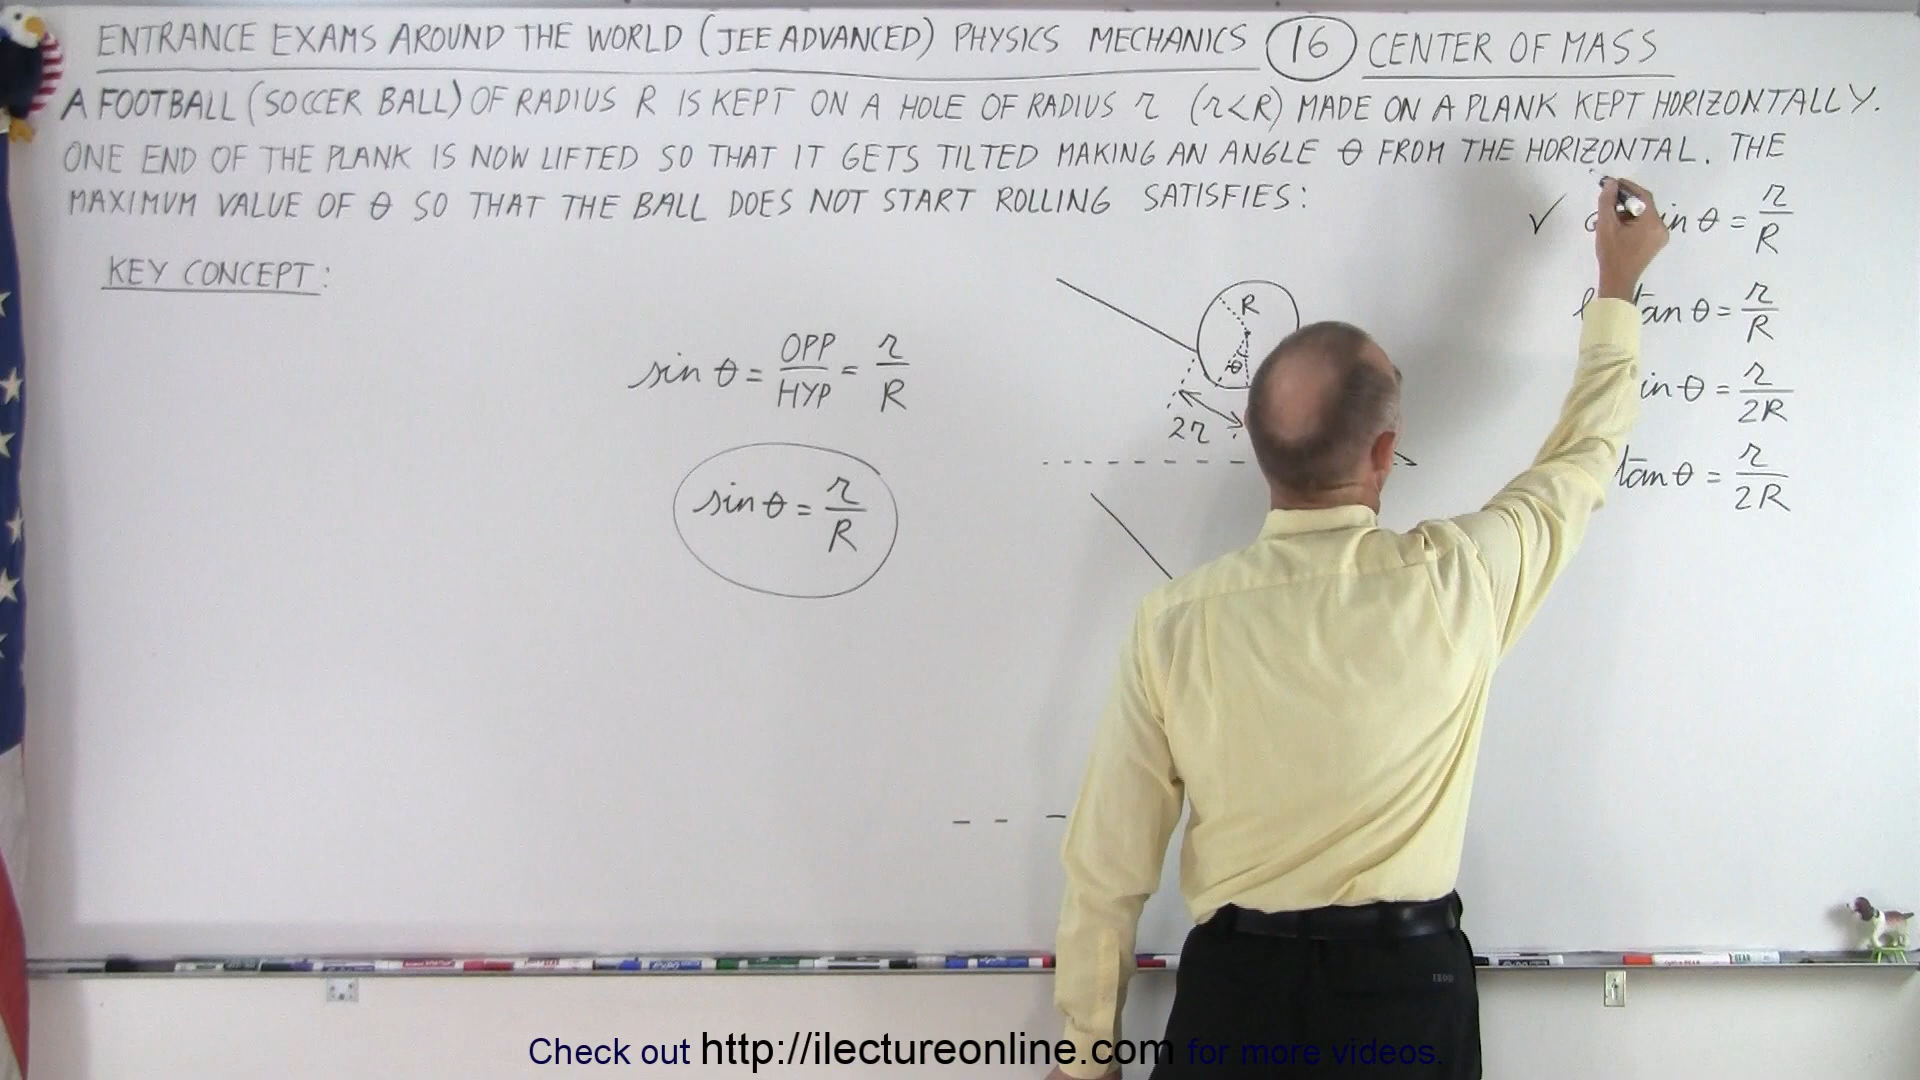 ENTRANCE EXAMS AROUND THE WORLD (JEE ADVANCED) PHYSICS MECHANICS 16 CENTER OF MASS
A FOOTBALL (SOCCER BALL) OF RADIUS R IS KEPT ON A HOLE OF RADIUS r (r<R) MADE ON A PLANK KEPT HORIZONTALLY.
ONE END OF THE PLANK IS NOW LIFTED SO THAT IT GETS TILTED MAKING AN ANGLE θ FROM THE HORIZONTAL. THE
MAXIMUM VALUE OF θ SO THAT THE BALL DOES NOT START ROLLING SATISFIES:
KEY CONCEPT:
sin θ = OPP/HYP = r/R
sin θ = r/R
R
θ
2r
✓ in θ = r/R
tan θ = r/R
in θ = r/2R
tan θ = r/2R
Check out http://ilectureonline.com for more videos.